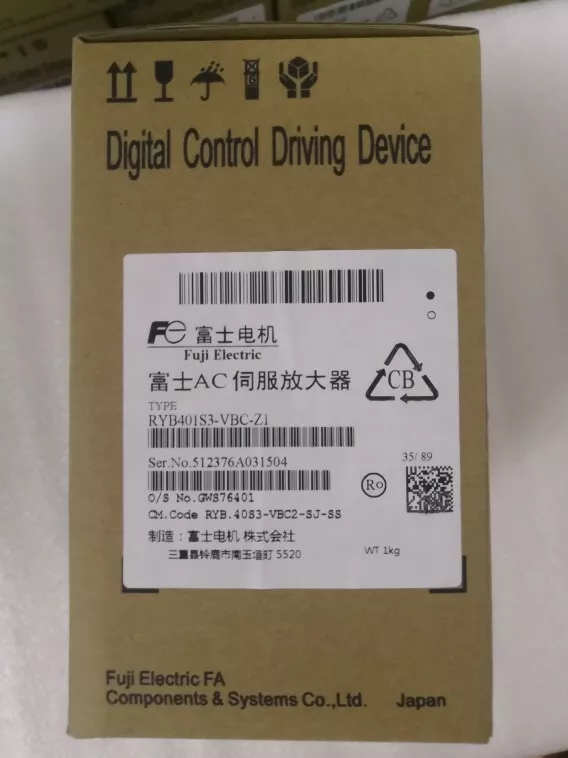 Digital Control Driving Device
Fe 富士电机
Fuji Electric
富士AC 伺服放大器
CB
TYPE
RYB401S3-VBC-Z1
Ser.No.512376A031504
35/ 89
Ro
O/S No.GWS76401
CM.Code RYB.40S3-VBC2-SJ-SS
制造：富士电机 株式会社
三重县铃鹿市南玉垣町 5520
WT 1kg
Fuji Electric FA
Components & Systems Co.,Ltd. Japan